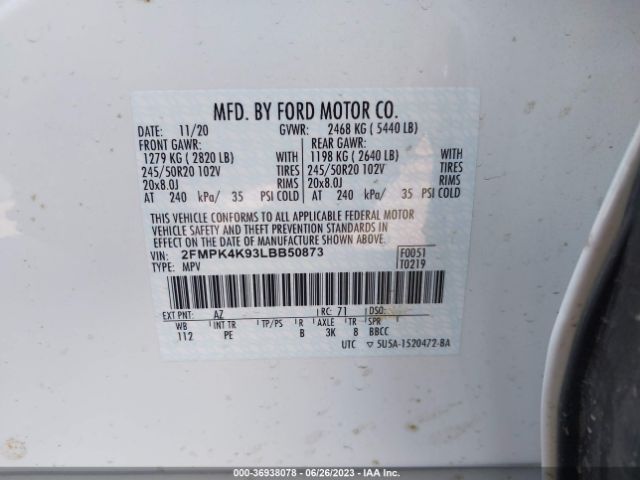 MFD. BY FORD MOTOR CO.
DATE: 11/20 GVWR: 2468 KG ( 5440 LB)
FRONT GAWR: REAR GAWR:
1279 KG ( 2820 LB) WITH 1198 KG ( 2640 LB) WITH
245/50R20 102V TIRES 245/50R20 102V TIRES
20x8.0J RIMS 20x8.0J RIMS
AT 240 kPa/ 35 PSI COLD AT 240 kPa/ 35 PSI COLD
THIS VEHICLE CONFORMS TO ALL APPLICABLE FEDERAL MOTOR
VEHICLE SAFETY AND THEFT PREVENTION STANDARDS IN
EFFECT ON THE DATE OF MANUFACTURE SHOWN ABOVE.
VIN: 2FMPK4K93LBB50873 F0051
TYPE: MPV T0219
EXT PNT: AZ RC: 71 DSO:
WB INT TR TP/PS R AXLE TR SPR
112 PE B 3K 8 BBCC
UTC ▽ 5U5A-1520472-BA
000-36938078 / 06/26/2023 / IAA Inc.